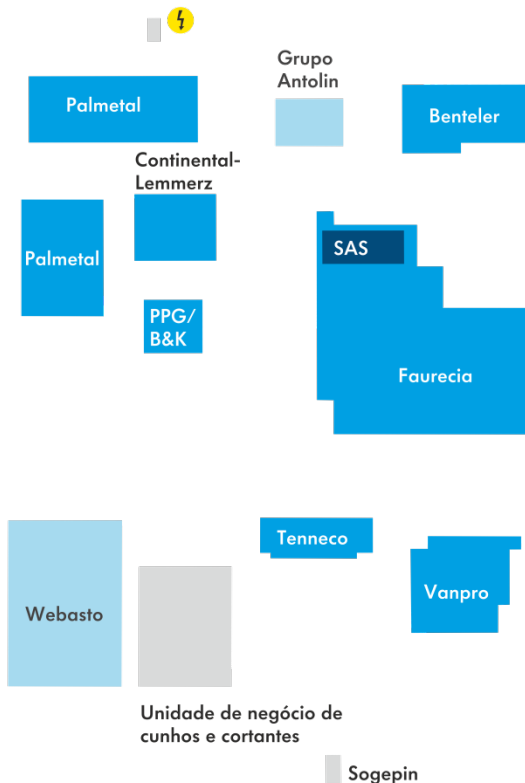 Grupo
Antolin
Palmetal
Benteler
Continental-
Lemmerz
Palmetal
SAS
PPG/
B&K
Faurecia
Tenneco
Vanpro
Webasto
Unidade de negócio de
cunhos e cortantes
Sogepin